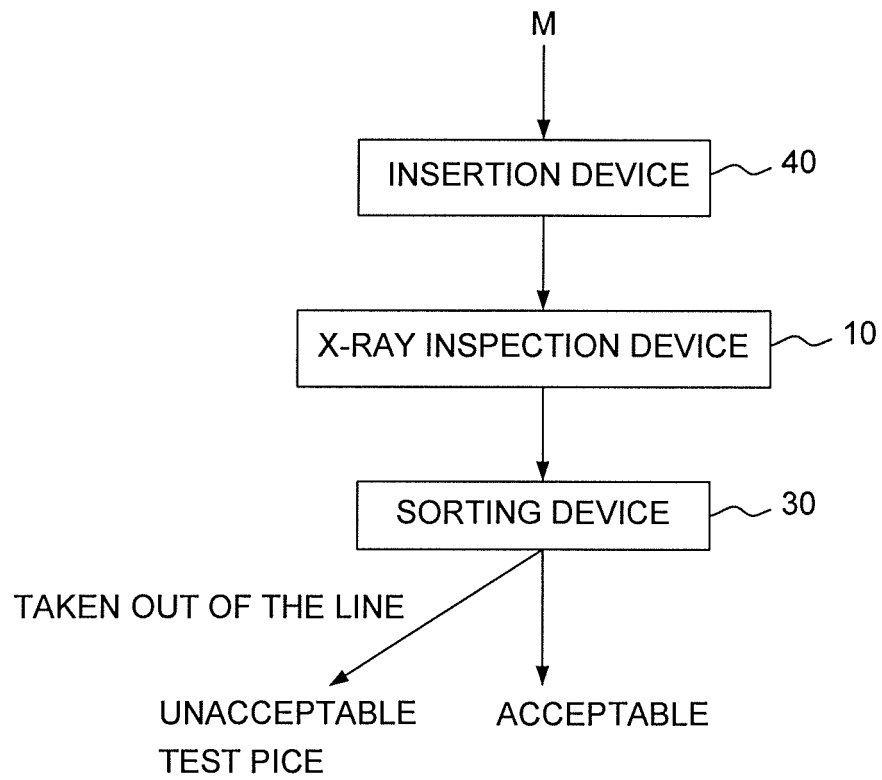 M
INSERTION DEVICE
40
X-RAY INSPECTION DEVICE
10
SORTING DEVICE
30
TAKEN OUT OF THE LINE
UNACCEPTABLE
TEST PICE
ACCEPTABLE